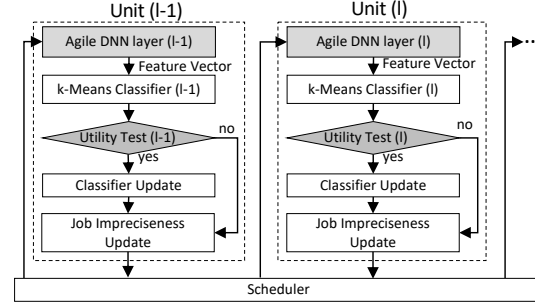 Unit (l-1)
Agile DNN layer (l-1)
Feature Vector
k-Means Classifier (l-1)
Utility Test (l-1)
no
yes
Classifier Update
Job Impreciseness
Update
Unit (l)
Agile DNN layer (l)
Feature Vector
k-Means Classifier (l)
Utility Test (l)
no
yes
Classifier Update
Job Impreciseness
Update
...
Scheduler